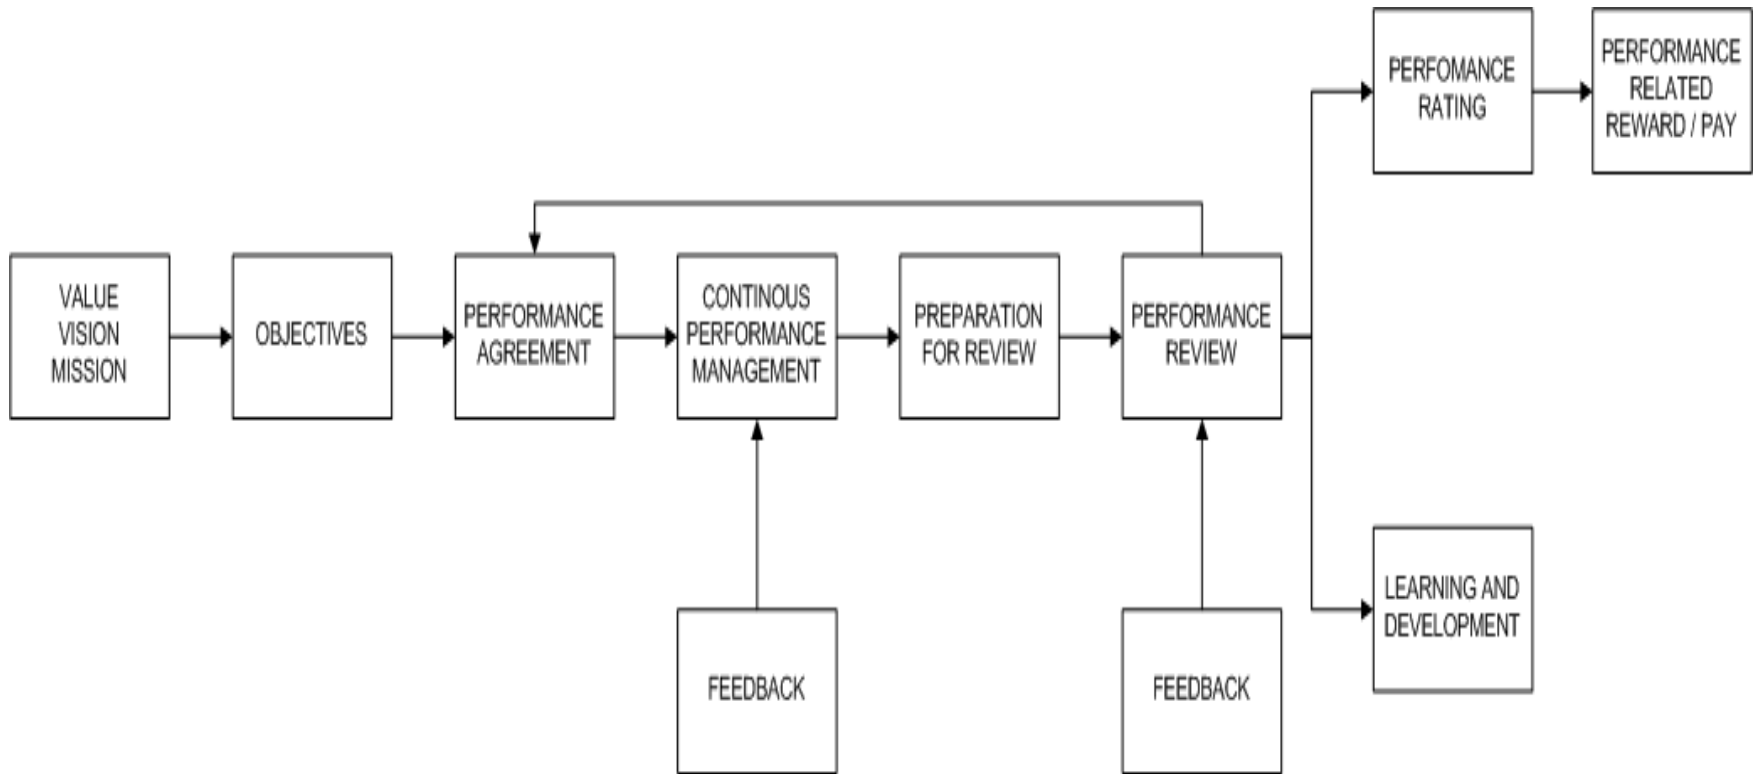 PERFOMANCE
RATING
PERFORMANCE
RELATED
REWARD / PAY
VALUE
VISION
MISSION
OBJECTIVES
PERFORMANCE
AGREEMENT
CONTINOUS
PERFORMANCE
MANAGEMENT
PREPARATION
FOR REVIEW
PERFORMANCE
REVIEW
LEARNING AND
DEVELOPMENT
FEEDBACK
FEEDBACK